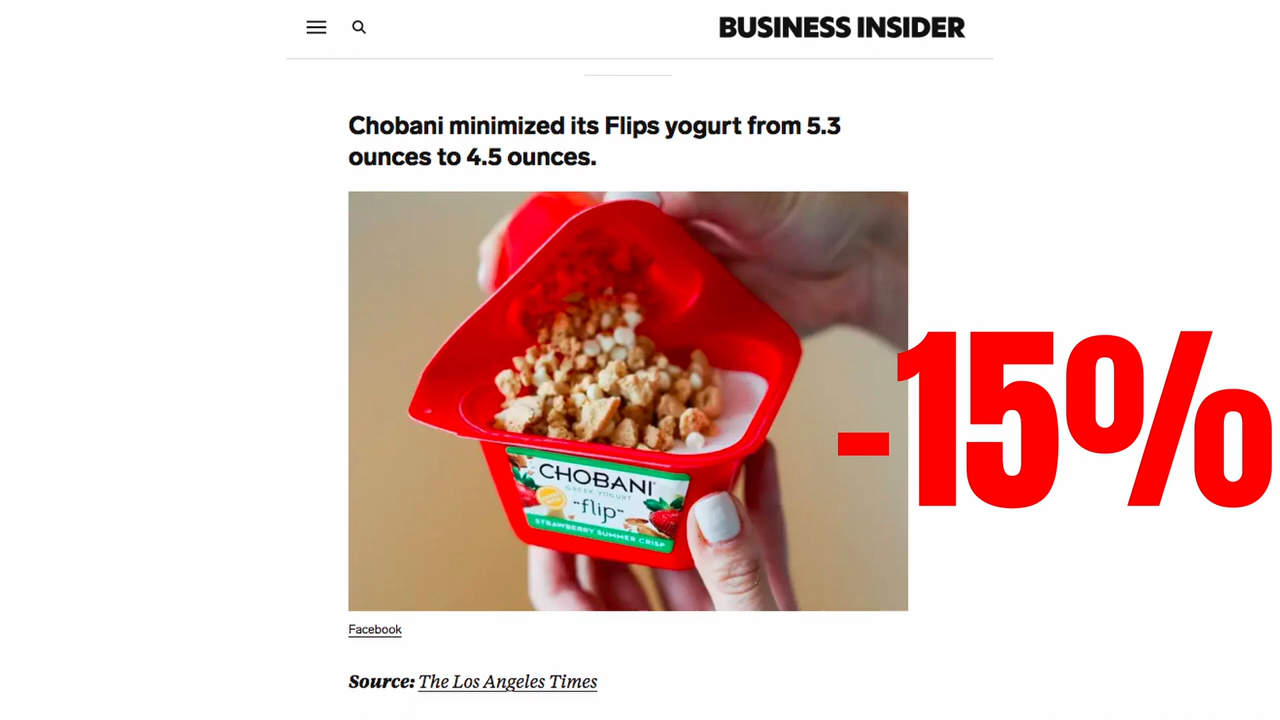 BUSINESS INSIDER
Chobani minimized its Flips yogurt from 5.3
ounces to 4.5 ounces.
-15%
CHOBANI
GREEK YOGURT
-flip-
STRAWBERRY SUMMER CRISP
Facebook
Source: The Los Angeles Times